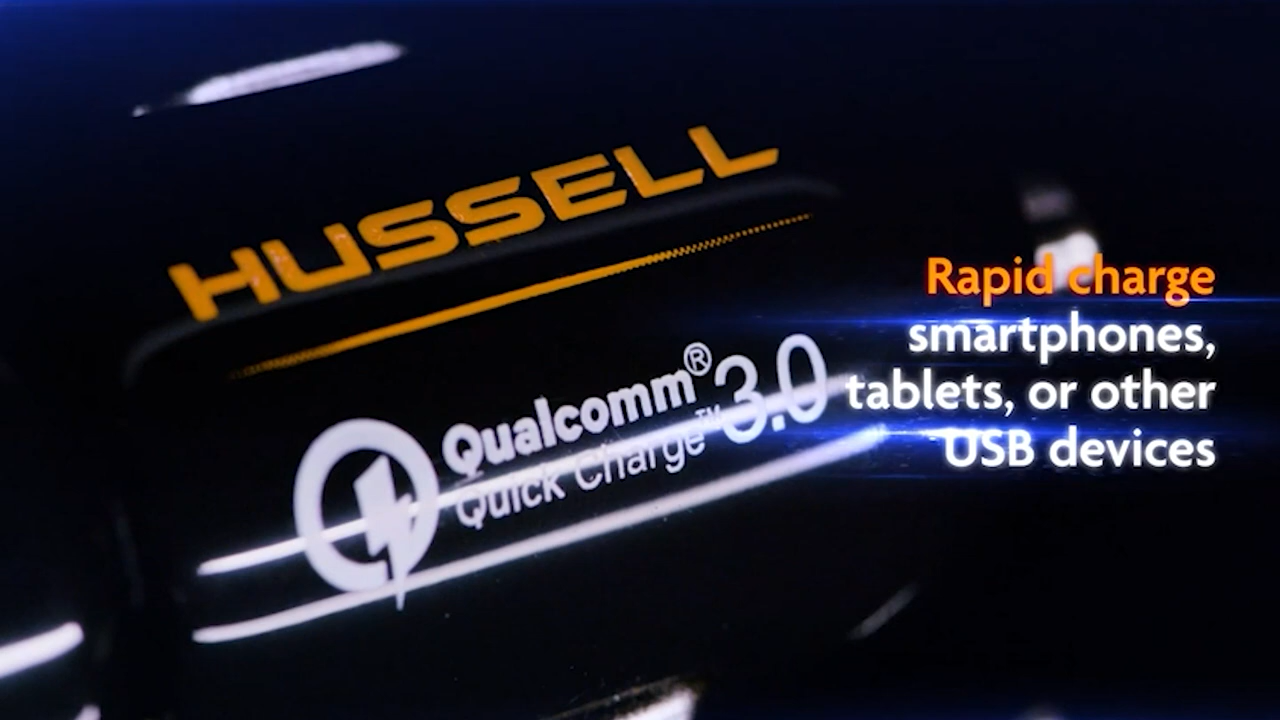 HUSSELL
Qualcomm®
Quick Charge™ 3.0
Rapid charge
smartphones,
tablets, or other
USB devices